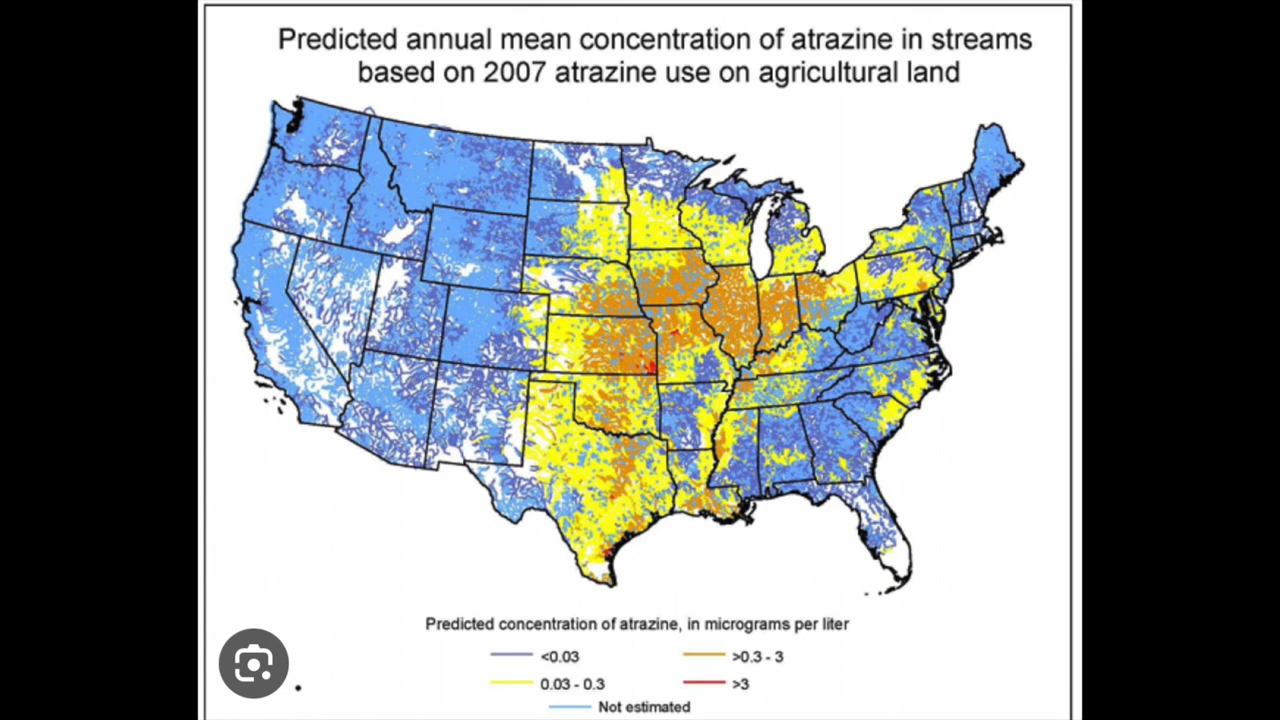 Predicted annual mean concentration of atrazine in streams
based on 2007 atrazine use on agricultural land
Predicted concentration of atrazine, in micrograms per liter
<0.03
>0.3 - 3
0.03 - 0.3
>3
Not estimated